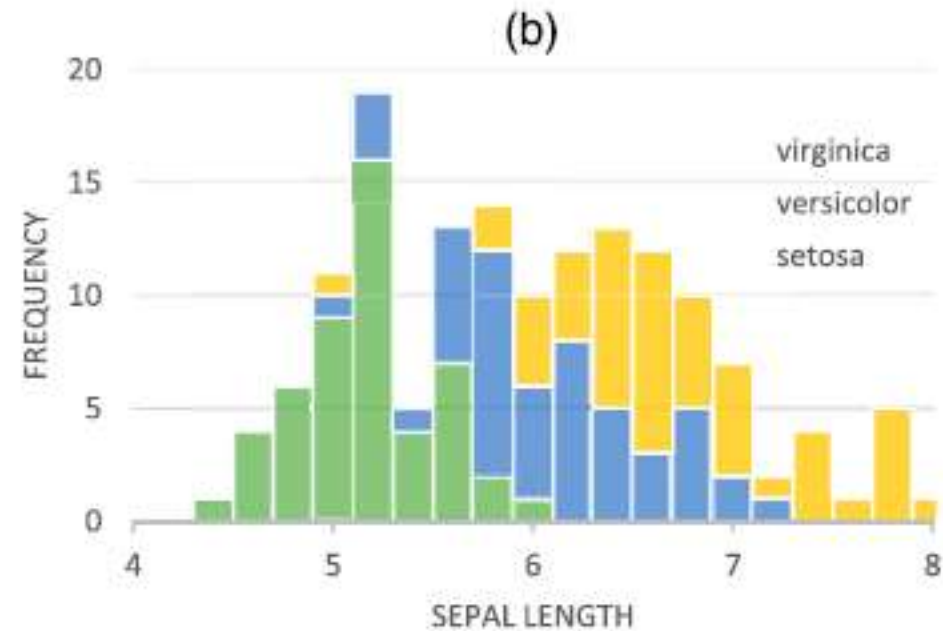 (b)
20
virginica
15
versicolor
setosa
10
5
0
4 5 6 7 8
FREQUENCY
SEPAL LENGTH